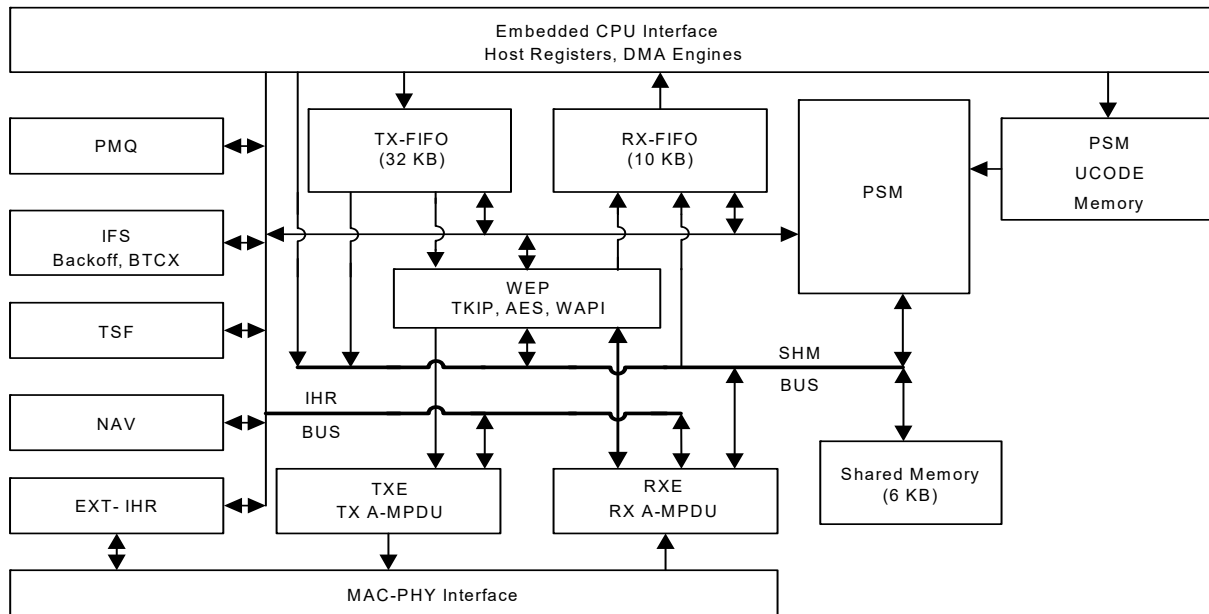 Embedded CPU Interface
Host Registers, DMA Engines
PMQ
TX-FIFO
(32 KB)
RX-FIFO
(10 KB)
PSM
PSM
UCODE
Memory
IFS
Backoff, BTCX
WEP
TKIP, AES, WAPI
TSF
SHM
BUS
IHR
BUS
NAV
Shared Memory
(6 KB)
EXT- IHR
TXE
TX A-MPDU
RXE
RX A-MPDU
MAC-PHY Interface